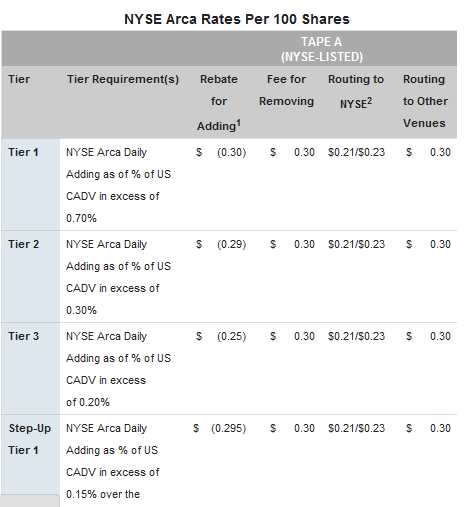 NYSE Arca Rates Per 100 Shares
TAPE A
(NYSE-LISTED)
Tier Tier Requirement(s) Rebate Fee for Routing to Routing
for Removing NYSE2 to Other
Adding1 Venues
Tier 1 NYSE Arca Daily $ (0.30) $ 0.30 $0.21/$0.23 $ 0.30
Adding as of % of US
CADV in excess of
0.70%
Tier 2 NYSE Arca Daily $ (0.29) $ 0.30 $0.21/$0.23 $ 0.30
Adding as of % of US
CADV in excess of
0.30%
Tier 3 NYSE Arca Daily $ (0.25) $ 0.30 $0.21/$0.23 $ 0.30
Adding as of % of US
CADV in excess
of 0.20%
Step-Up NYSE Arca Daily $ (0.295) $ 0.30 $0.21/$0.23 $ 0.30
Tier 1 Adding as % of US
CADV in excess of
0.15% over the